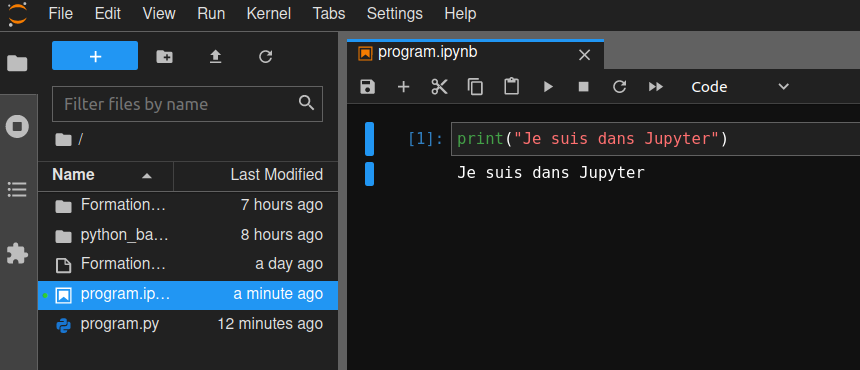 File Edit View Run Kernel Tabs Settings Help
program.ipynb
Filter files by name
Code
/
[1]: print("Je suis dans Jupyter")
Je suis dans Jupyter
Name Last Modified
Formation… 7 hours ago
python_ba… 8 hours ago
Formation… a day ago
program.ip… a minute ago
program.py 12 minutes ago